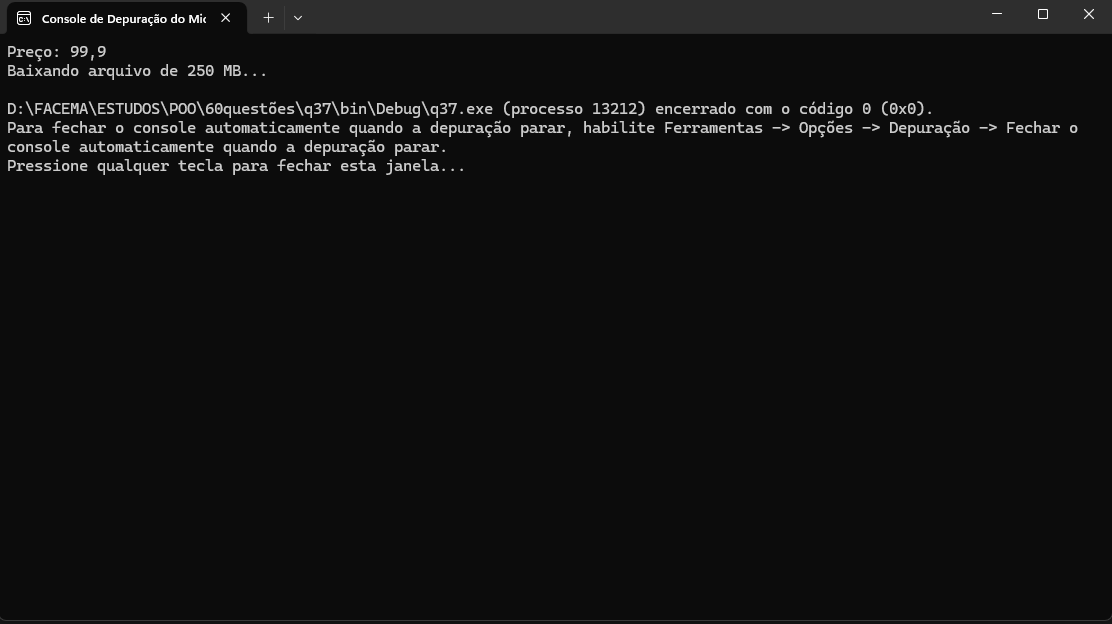 Console de Depuração do Mic
Preço: 99,9
Baixando arquivo de 250 MB...
D:\FACEMA\ESTUDOS\POO\60questões\q37\bin\Debug\q37.exe (processo 13212) encerrado com o código 0 (0x0).
Para fechar o console automaticamente quando a depuração parar, habilite Ferramentas -> Opções -> Depuração -> Fechar o
console automaticamente quando a depuração parar.
Pressione qualquer tecla para fechar esta janela...